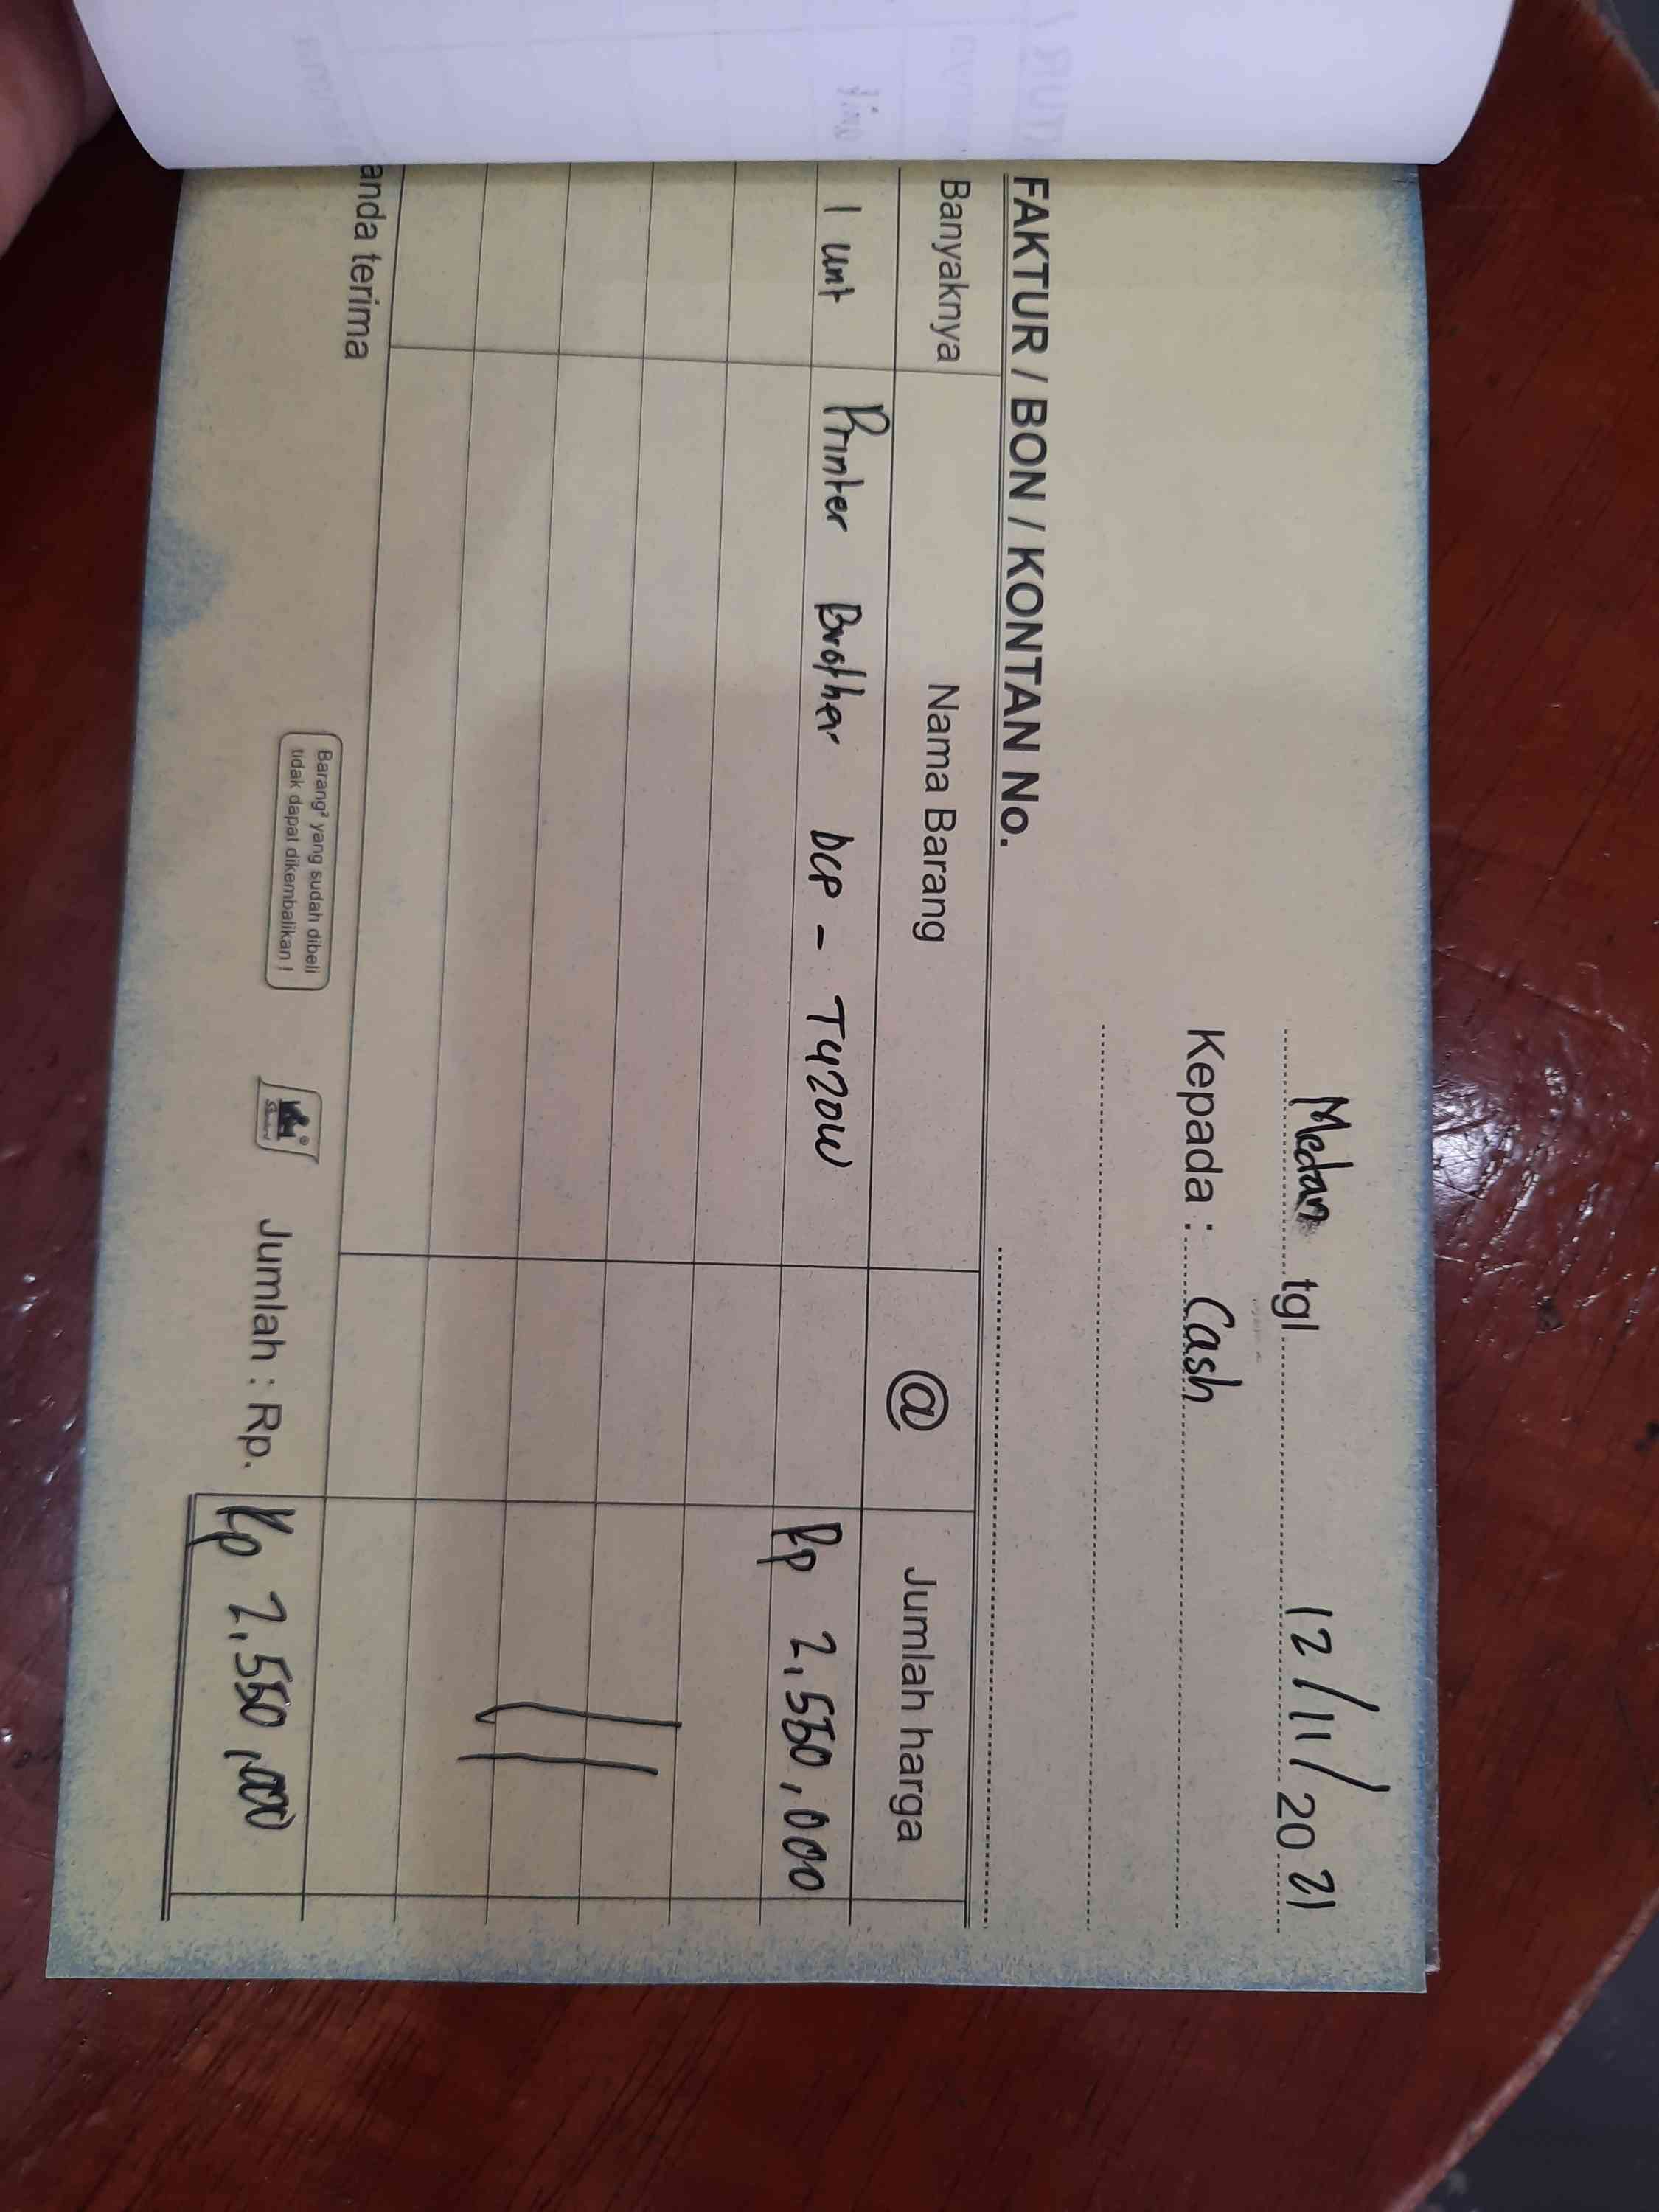 Medan tgl 12/11/2021
Kepada : Cash
FAKTUR / BON / KONTAN No.
Banyaknya Nama Barang @ Jumlah harga
1 unt Printer Brother DCP - T420W Rp 2.550,000
anda terima
Barang² yang sudah dibeli
tidak dapat dikembalikan !
Jumlah : Rp. Rp 2.550.000